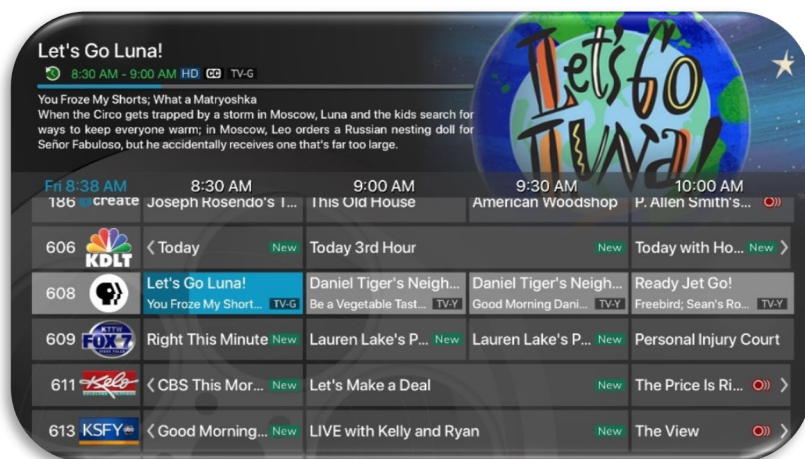 Let's Go Luna!
8:30 AM - 9:00 AM HD CC TV-G
You Froze My Shorts; What a Matryoshka
When the Circo gets trapped by a storm in Moscow, Luna and the kids search for
ways to keep everyone warm; in Moscow, Leo orders a Russian nesting doll for
Señor Fabuloso, but he accidentally receives one that's far too large.
Let's GO LUNA!
Fri 8:38 AM 8:30 AM 9:00 AM 9:30 AM 10:00 AM
186 create Joseph Rosendo's T... This Old House American Woodshop P. Allen Smith's...
606 KDLT Today New Today 3rd Hour New Today with Ho... New
608 Let's Go Luna! Daniel Tiger's Neigh... Daniel Tiger's Neigh... Ready Jet Go!
You Froze My Short... TV-G Be a Vegetable Tast... TV-Y Good Morning Dani... TV-Y Freebird; Sean's Ro... TV-Y
609 KTTW FOX 7 Right This Minute New Lauren Lake's P... New Lauren Lake's P... New Personal Injury Court
611 Kelo CBS This Mor... New Let's Make a Deal New The Price Is Ri...
613 KSFY Good Morning... New LIVE with Kelly and Ryan New The View